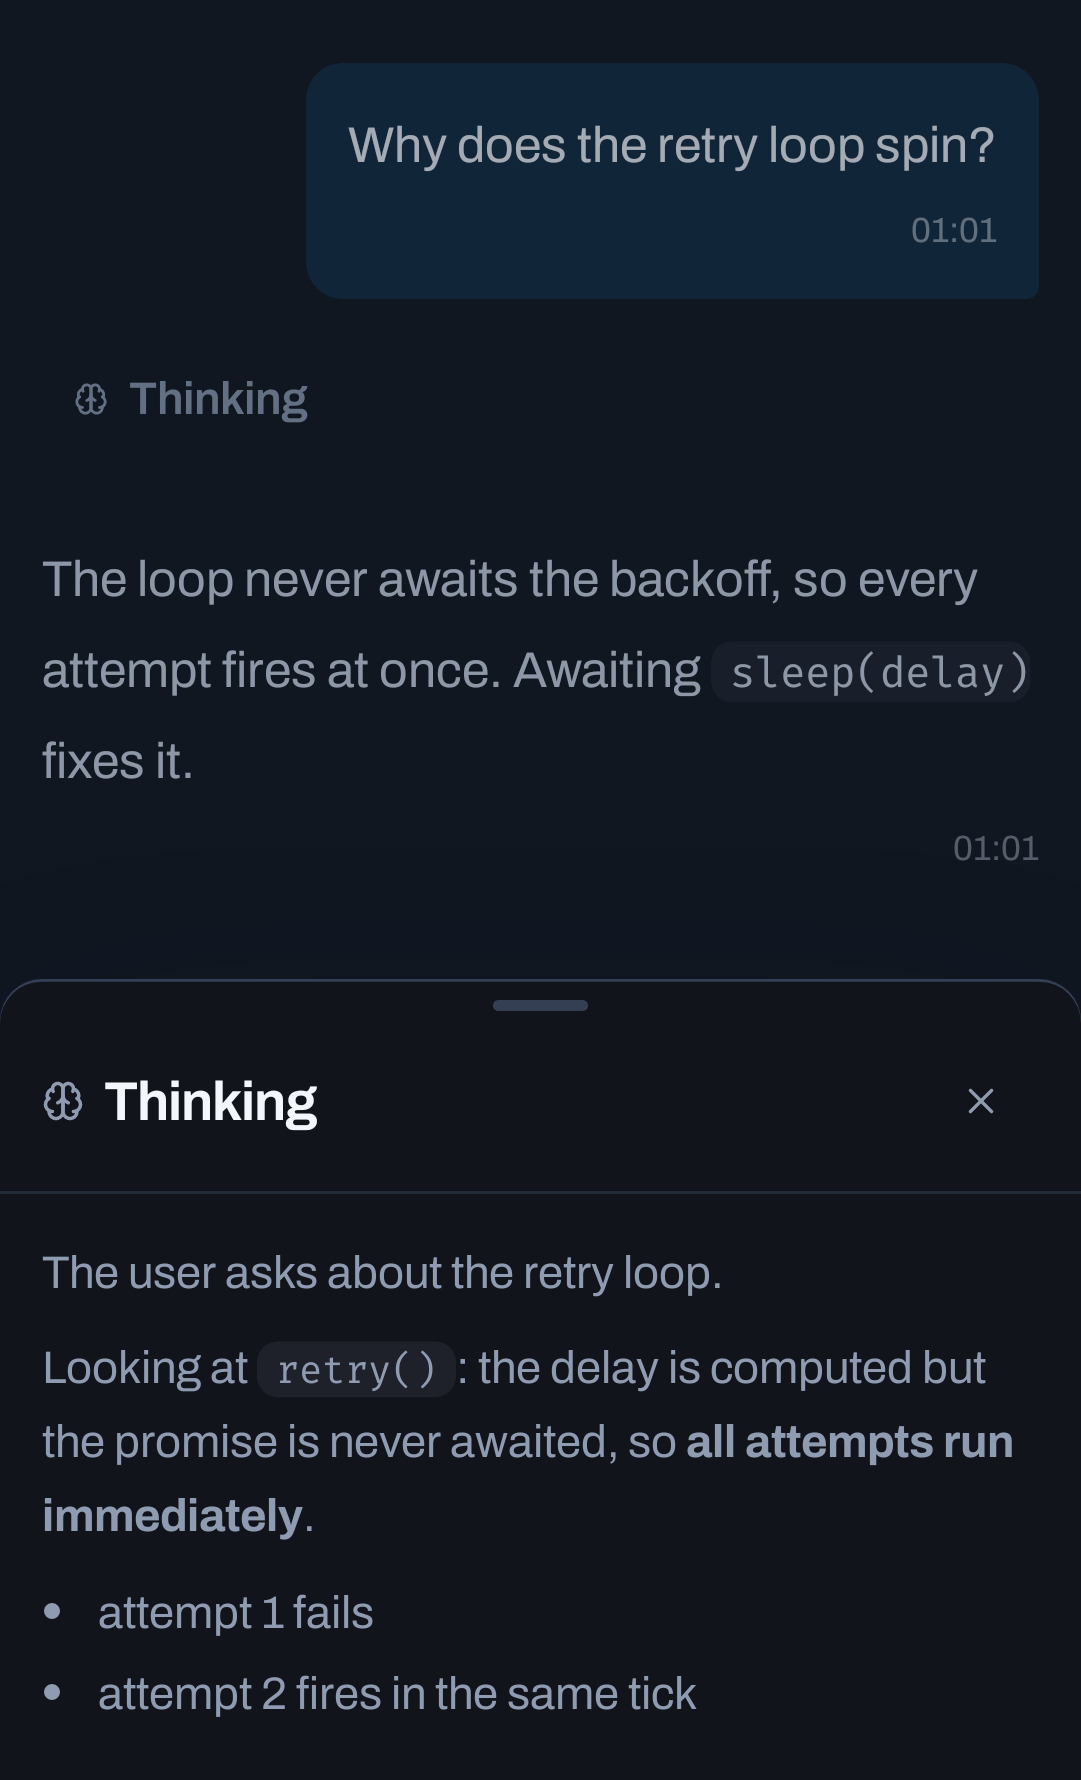 Why does the retry loop spin?
01:01
Thinking
The loop never awaits the backoff, so every
attempt fires at once. Awaiting sleep(delay)
fixes it.
01:01
Thinking
The user asks about the retry loop.
Looking at retry(): the delay is computed but
the promise is never awaited, so all attempts run
immediately.
• attempt 1 fails
• attempt 2 fires in the same tick